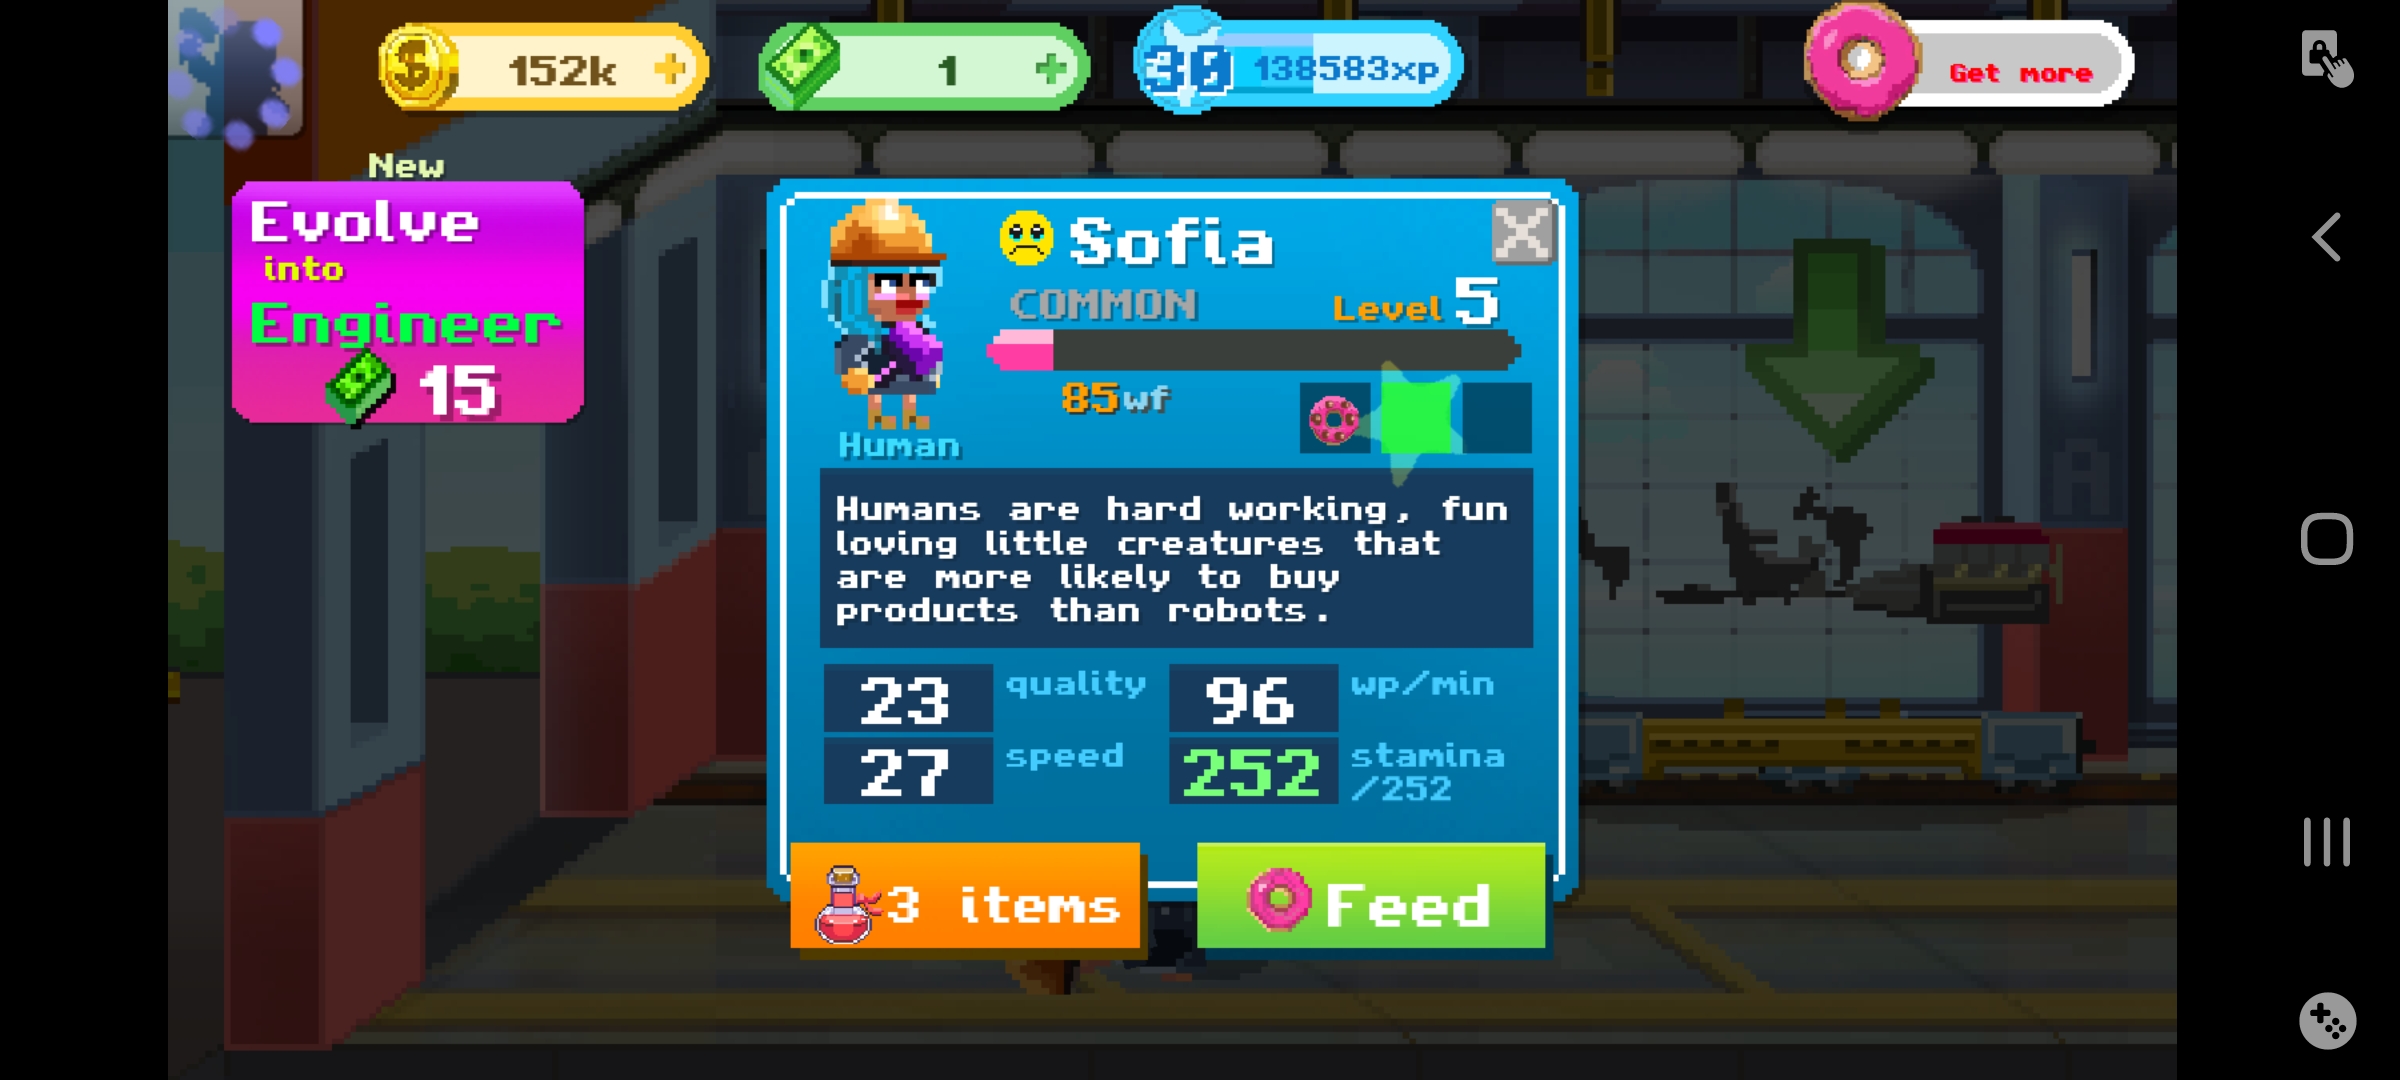 152k
1
30
138583xp
Get more
New
Evolve
into
Engineer
15
Sofia
COMMON
Level 5
85wf
Human
Humans are hard working, fun
loving little creatures that
are more likely to buy
products than robots.
23 quality
96 wp/min
27 speed
252 stamina
/252
3 items
Feed